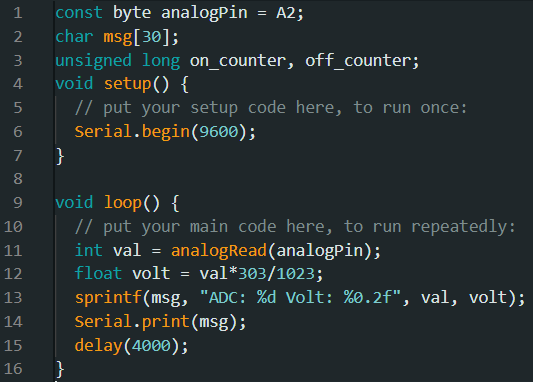 1 const byte analogPin = A2;
2 char msg[30];
3 unsigned long on_counter, off_counter;
4 void setup() {
5   // put your setup code here, to run once:
6   Serial.begin(9600);
7 }
8
9 void loop() {
10   // put your main code here, to run repeatedly:
11   int val = analogRead(analogPin);
12   float volt = val*303/1023;
13   sprintf(msg, "ADC: %d Volt: %0.2f", val, volt);
14   Serial.print(msg);
15   delay(4000);
16 }